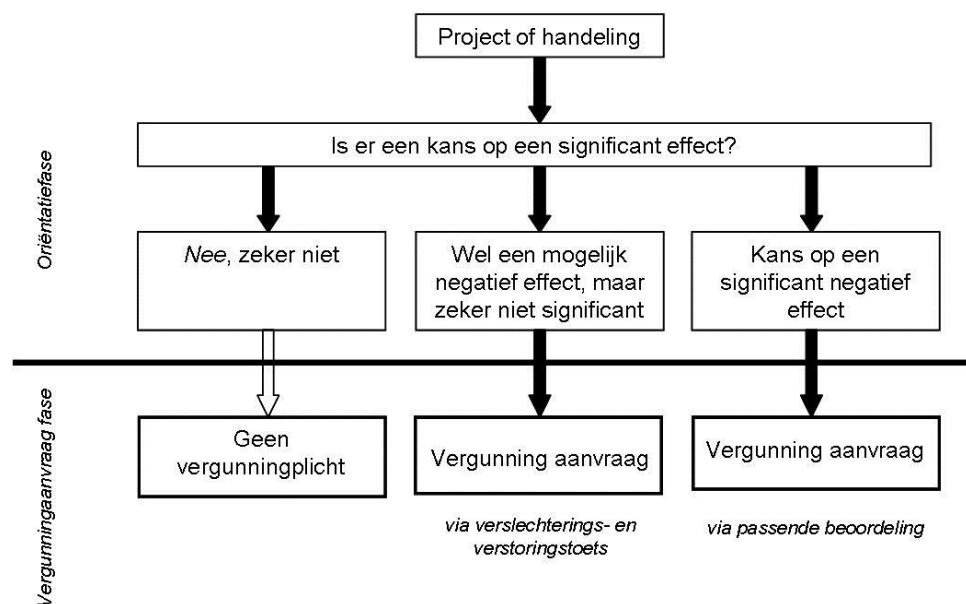 Project of handeling
Is er een kans op een significant effect?
Oriëntatiefase
Nee, zeker niet
Wel een mogelijk
negatief effect, maar
zeker niet significant
Kans op een
significant negatief
effect
Vergunningaanvraag fase
Geen
vergunningplicht
Vergunning aanvraag
via verslechterings- en
verstoringstoets
Vergunning aanvraag
via passende beoordeling